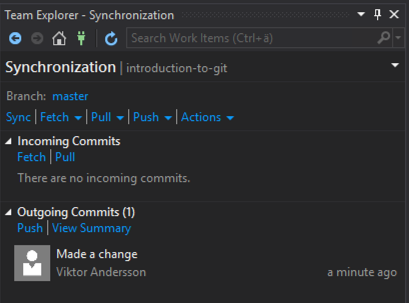 Team Explorer - Synchronization
Search Work Items (Ctrl+ä)
Synchronization | introduction-to-git
Branch: master
Sync | Fetch | Pull | Push | Actions
Incoming Commits
Fetch | Pull
There are no incoming commits.
Outgoing Commits (1)
Push | View Summary
Made a change
Viktor Andersson a minute ago